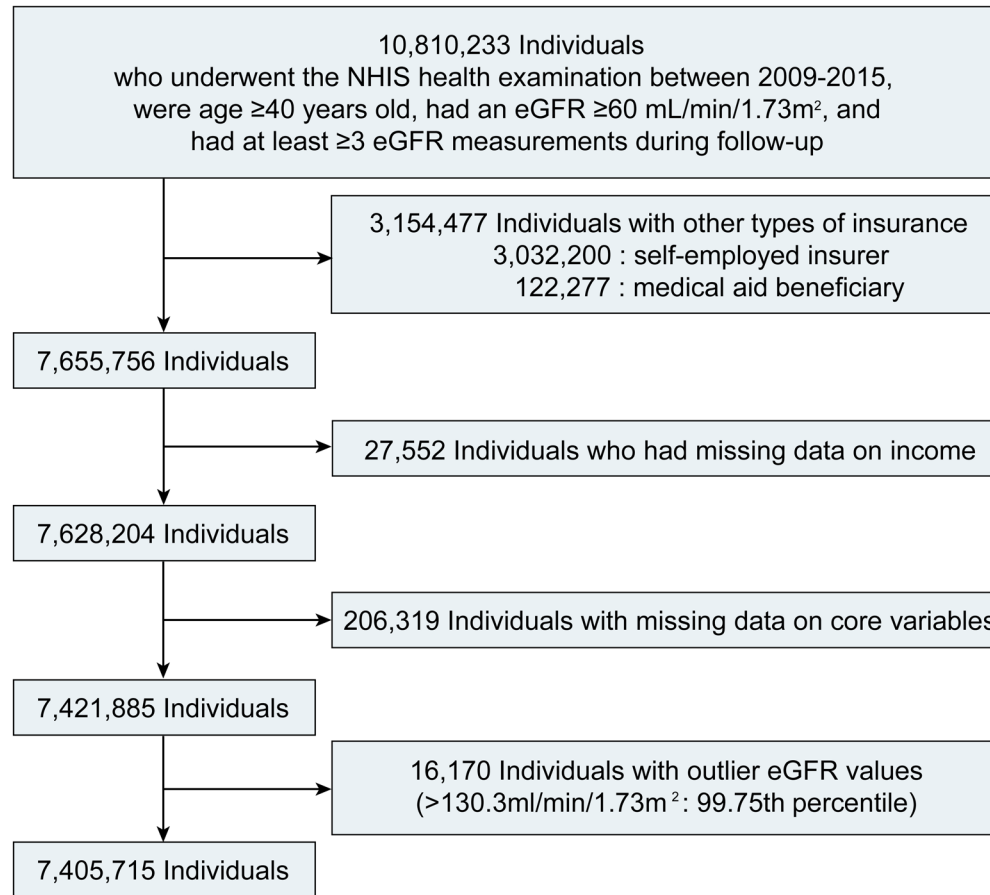 10,810,233 Individuals
who underwent the NHIS health examination between 2009-2015,
were age ≥40 years old, had an eGFR ≥60 mL/min/1.73m², and
had at least ≥3 eGFR measurements during follow-up
3,154,477 Individuals with other types of insurance
3,032,200 : self-employed insurer
122,277 : medical aid beneficiary
7,655,756 Individuals
27,552 Individuals who had missing data on income
7,628,204 Individuals
206,319 Individuals with missing data on core variables
7,421,885 Individuals
16,170 Individuals with outlier eGFR values
(>130.3ml/min/1.73m²: 99.75th percentile)
7,405,715 Individuals